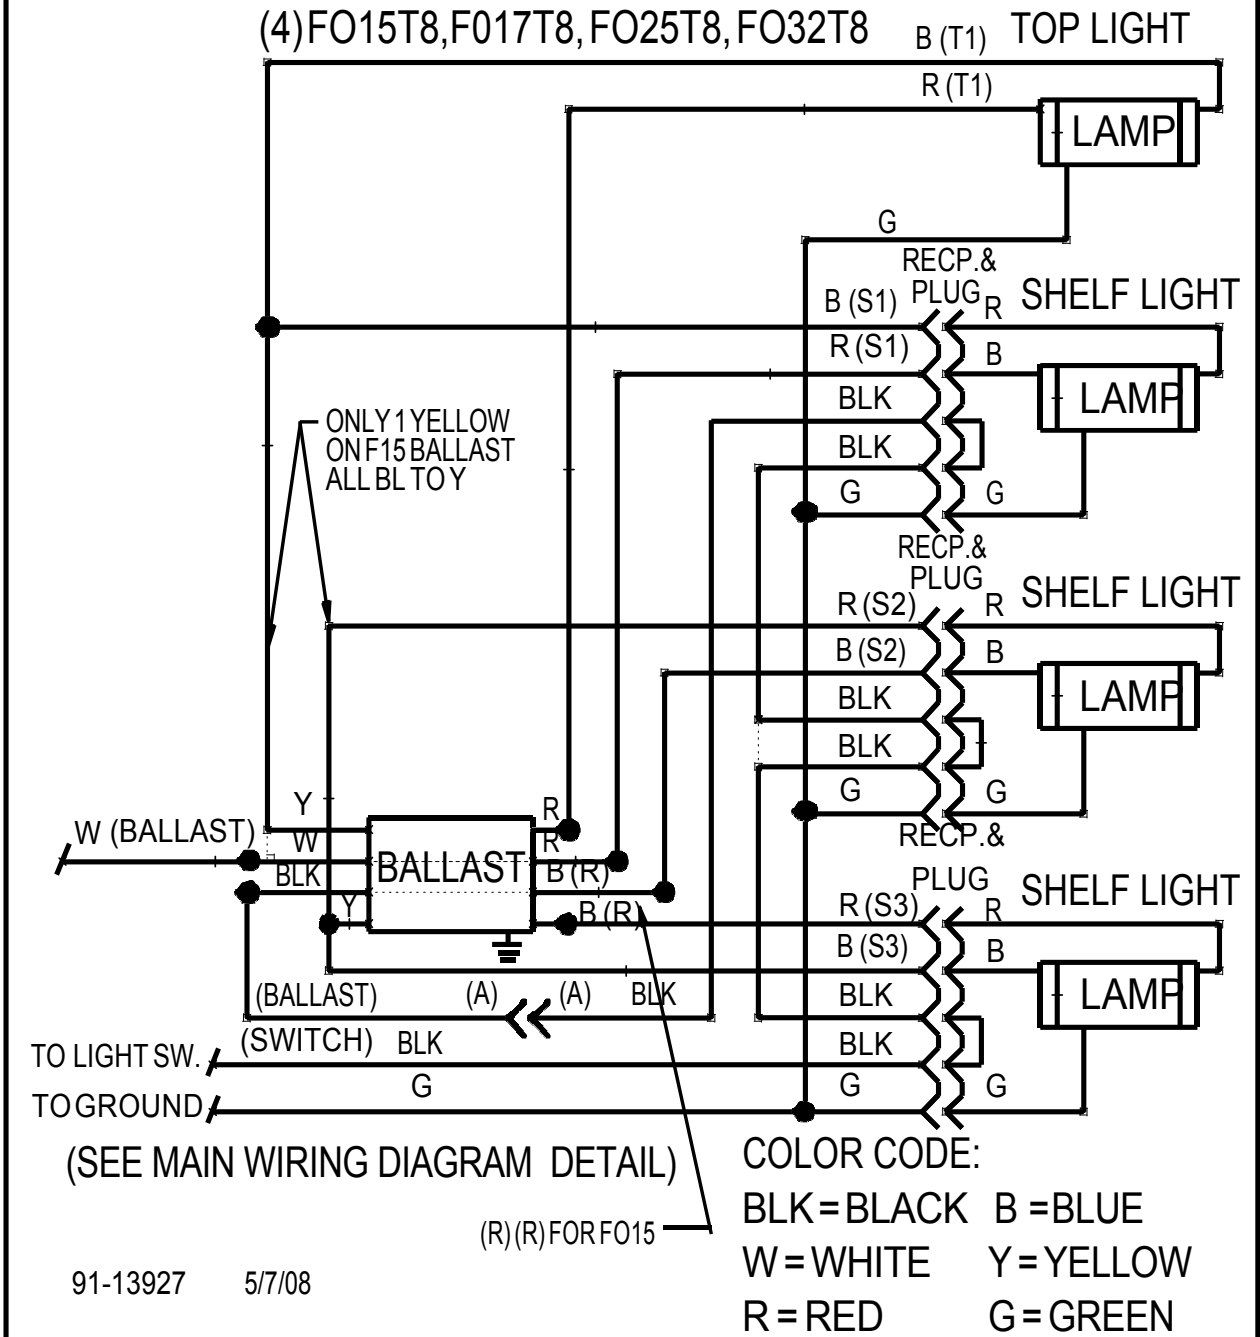 (4)FO15T8,F017T8,FO25T8,FO32T8
B (T1)
TOP LIGHT
R (T1)
LAMP
G
RECP.&
PLUG
B (S1)
R
SHELF LIGHT
R (S1)
B
BLK
LAMP
BLK
G
G
ONLY 1 YELLOW
ON F15 BALLAST
ALL BL TO Y
RECP.&
PLUG
R (S2)
R
SHELF LIGHT
B (S2)
B
BLK
LAMP
BLK
G
G
RECP.&
PLUG
Y
R
W (BALLAST)
W
R
BLK
BALLAST
B (R)
Y
B (R)
R (S3)
R
SHELF LIGHT
B (S3)
B
(BALLAST)
(A)
(A)
BLK
BLK
LAMP
(SWITCH)
BLK
BLK
TO LIGHT SW.
G
G
G
TO GROUND
(SEE MAIN WIRING DIAGRAM DETAIL)
(R)(R) FOR FO15
COLOR CODE:
BLK=BLACK B =BLUE
W=WHITE Y=YELLOW
R=RED G=GREEN
91-13927 5/7/08